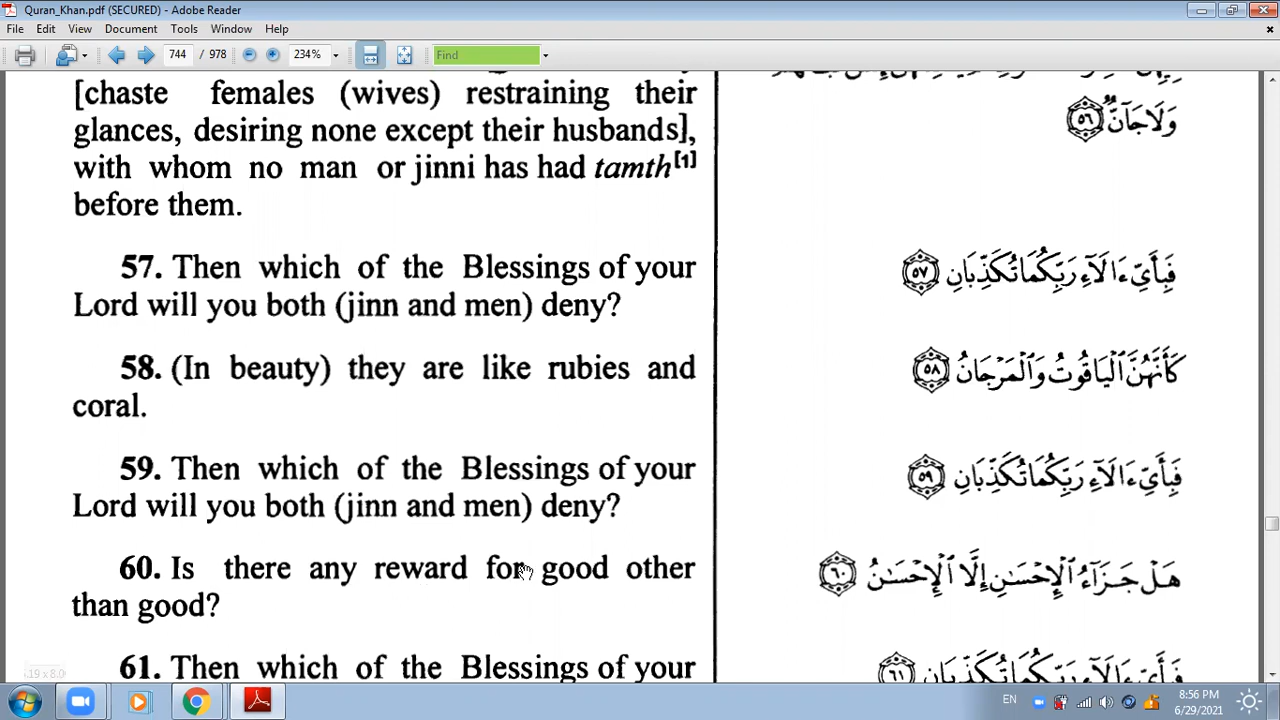 Quran_Khan.pdf (SECURED) - Adobe Reader
File Edit View Document Tools Window Help
744 / 978 234% Find
[chaste females (wives) restraining their
glances, desiring none except their husbands],
with whom no man or jinni has had tamth[1]
before them.
وَلَا جَآنٌّ ٥٦
57. Then which of the Blessings of your
Lord will you both (jinn and men) deny?
فَبِأَىِّ ءَالَآءِ رَبِّكُمَا تُكَذِّبَانِ ٥٧
58. (In beauty) they are like rubies and
coral.
كَأَنَّهُنَّ ٱلْيَاقُوتُ وَٱلْمَرْجَانُ ٥٨
59. Then which of the Blessings of your
Lord will you both (jinn and men) deny?
فَبِأَىِّ ءَالَآءِ رَبِّكُمَا تُكَذِّبَانِ ٥٩
60. Is there any reward for good other
than good?
هَلْ جَزَآءُ ٱلْإِحْسَـٰنِ إِلَّا ٱلْإِحْسَـٰنُ ٦٠
61. Then which of the Blessings of your
فَبِأَىِّ ءَالَآءِ رَبِّكُمَا تُكَذِّبَانِ ٦١
EN 8:56 PM
6/29/2021